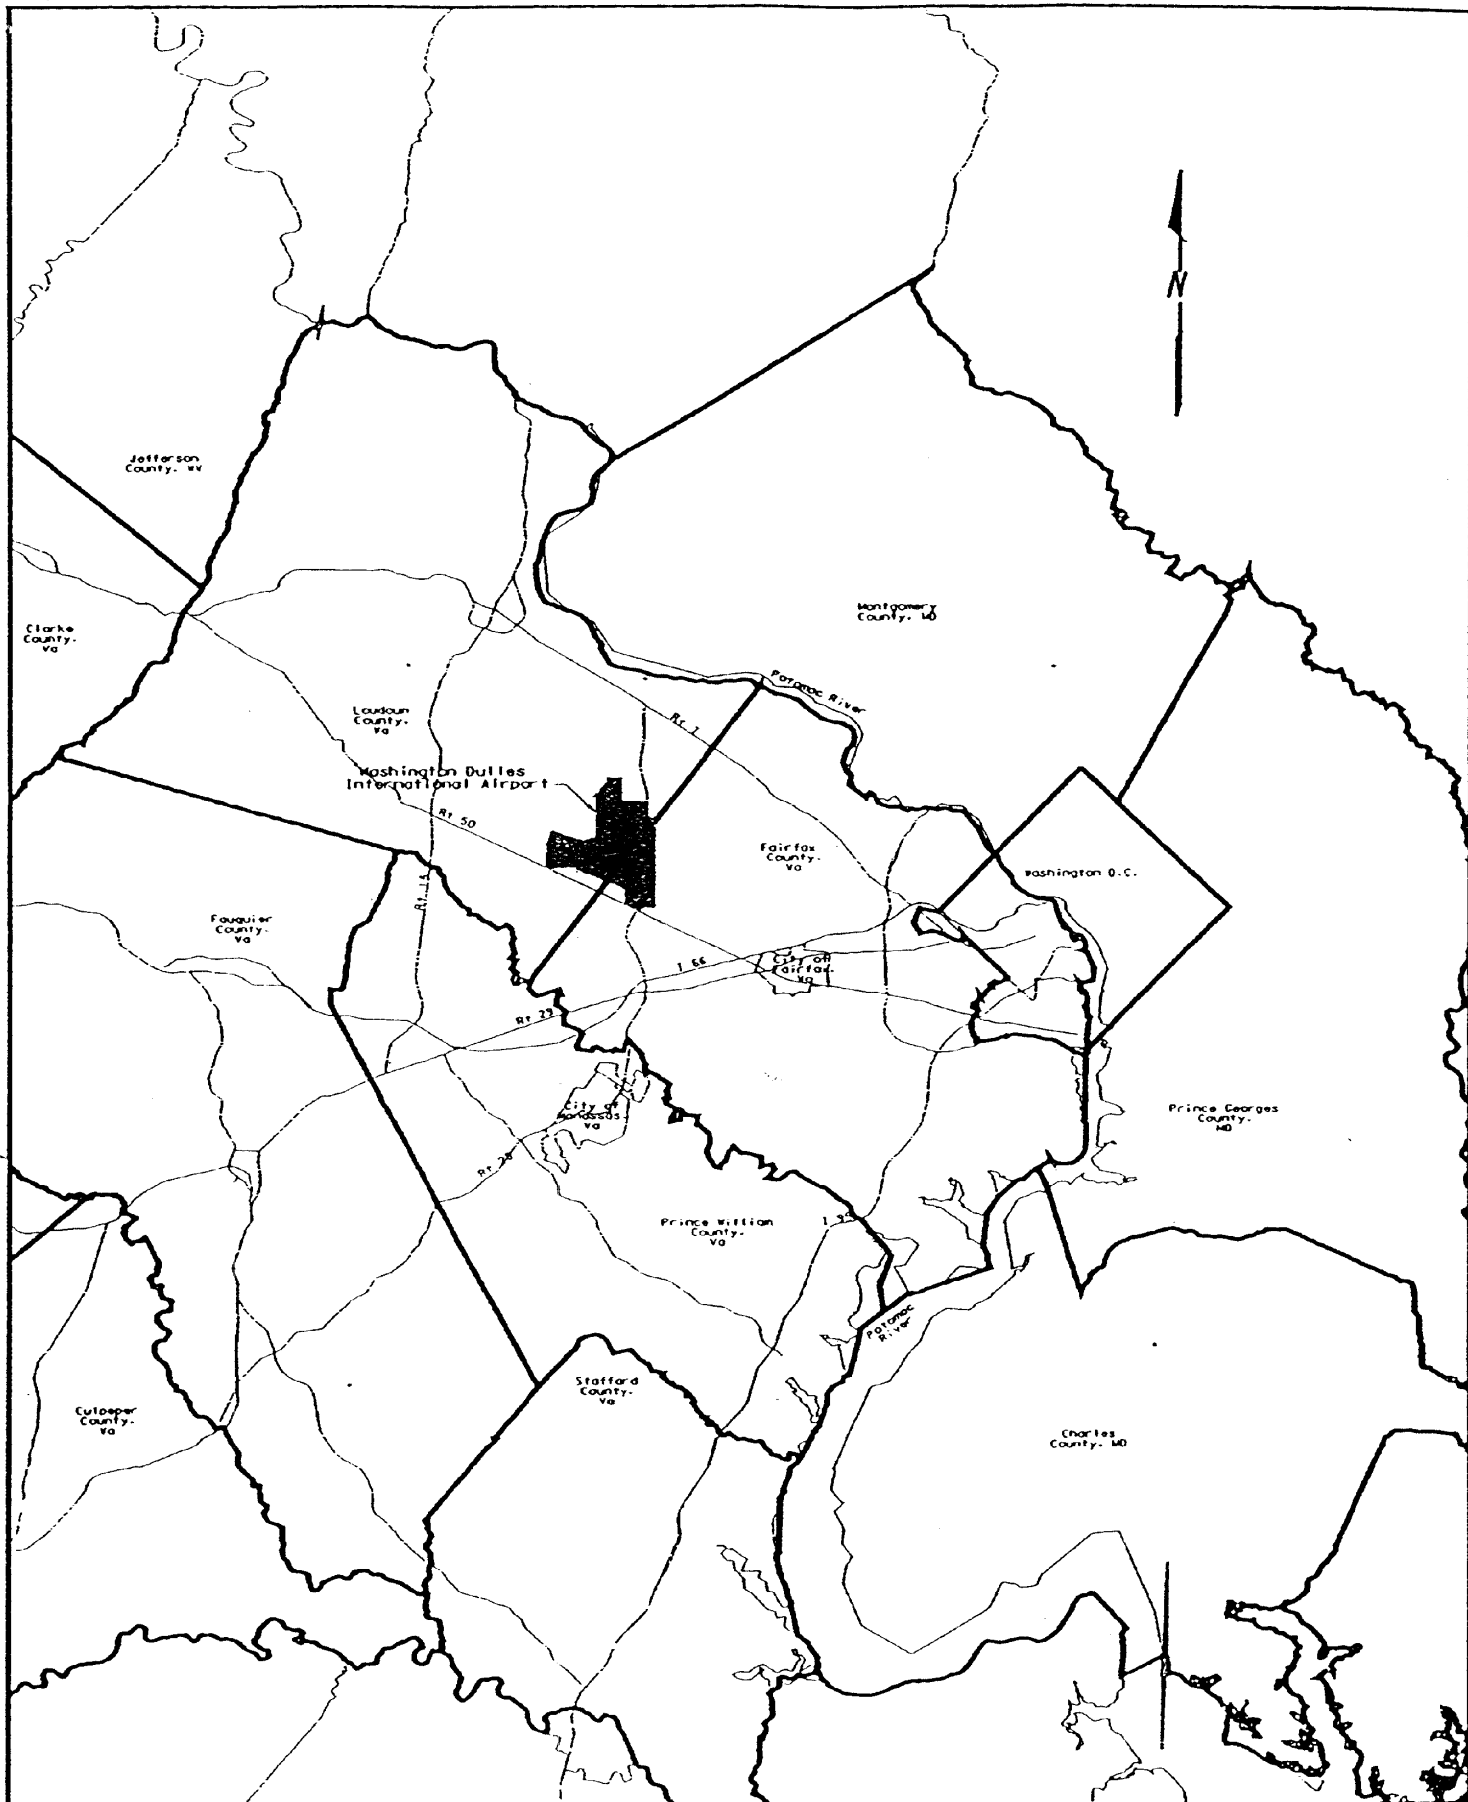 N
Jefferson
County. WV
Montgomery
County. MD
Clarke
County.
Va
Potomac River
Loudoun
County.
Va
Rt 7
Washington Dulles
International Airport
Rt 50
Fairfax
County.
Va
Washington D.C.
Rt 15
Fauquier
County.
Va
I 66
City of
Fairfax.
Va
Rt 29
City of
Manassas.
Va
Prince Georges
County.
MD
Rt 28
Prince William
County.
Va
I 95
Potomac
River
Stafford
County.
Va
Culpeper
County.
Va
Charles
County. MD